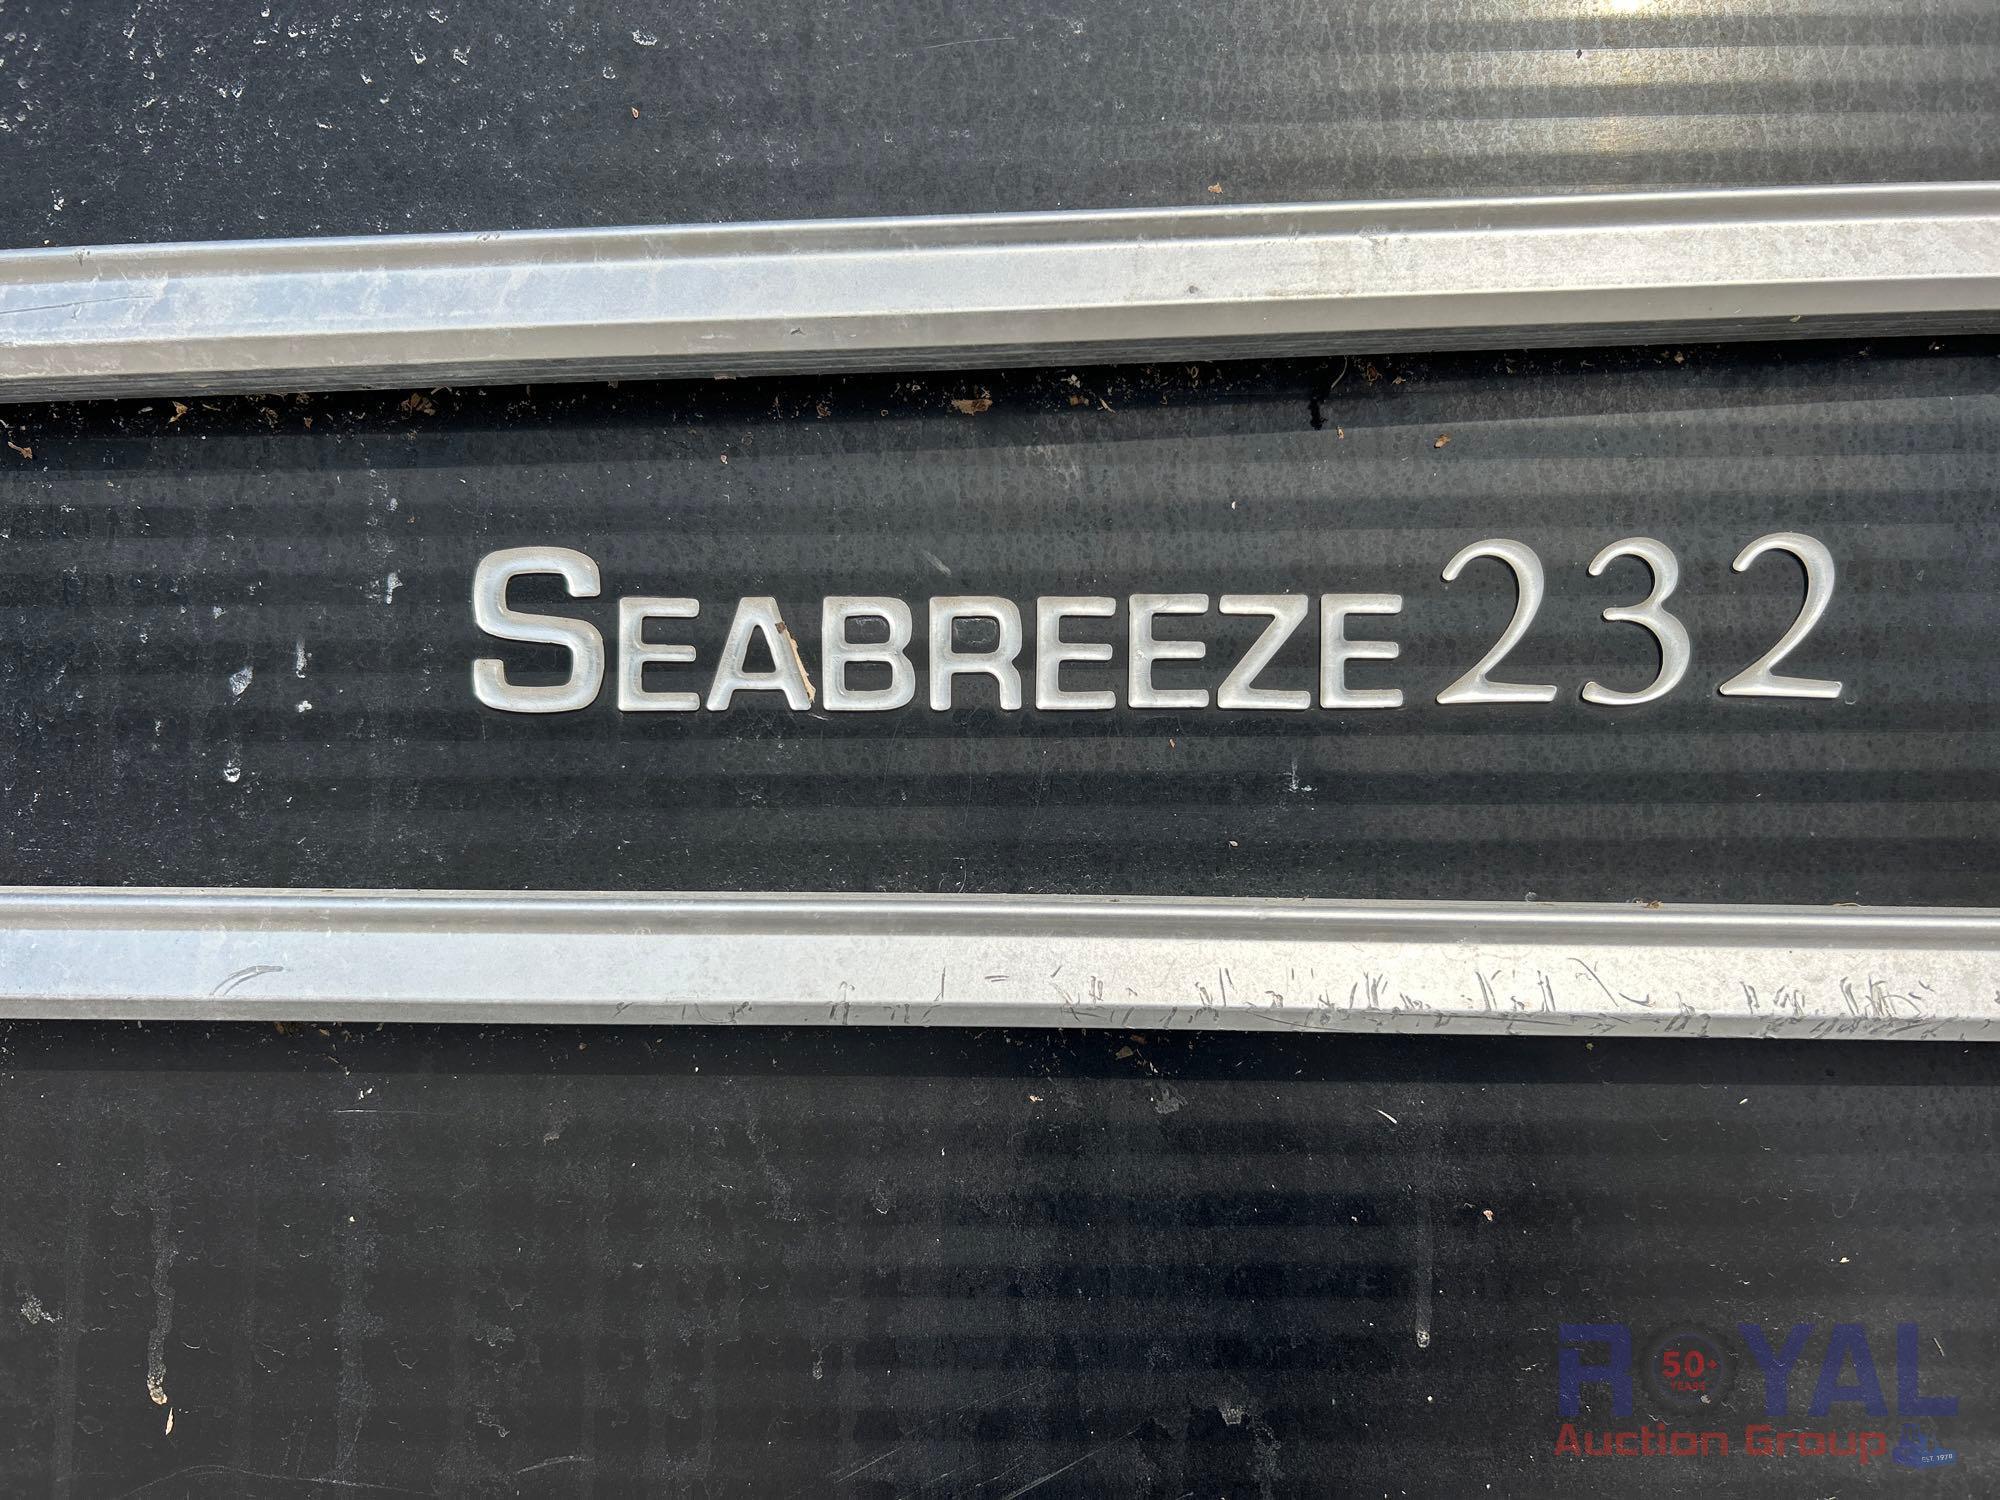 SEABREEZE 232
ROYAL
50+
YEARS
Auction Group
EST. 1978